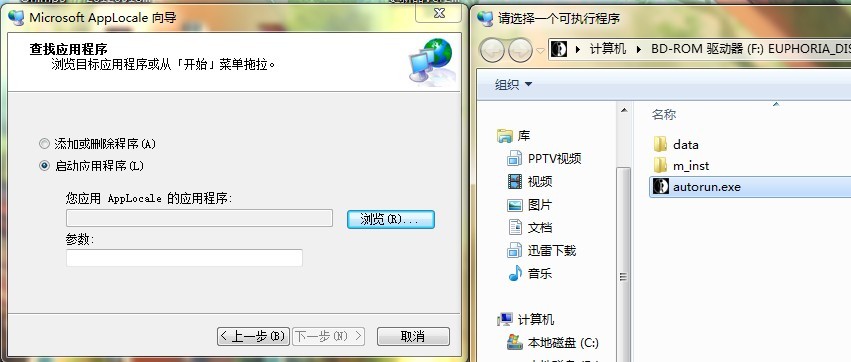 Microsoft AppLocale 向导
查找应用程序
浏览目标应用程序或从「开始」菜单拖拉。
添加或删除程序(A)
启动应用程序(L)
您应用 AppLocale 的应用程序:
浏览(R)...
参数:
< 上一步(B)
下一步(N) >
取消
请选择一个可执行程序
计算机
BD-ROM 驱动器 (F:) EUPHORIA_DIS
组织
名称
库
PPTV视频
视频
图片
文档
迅雷下载
音乐
计算机
本地磁盘 (C:)
data
m_inst
autorun.exe